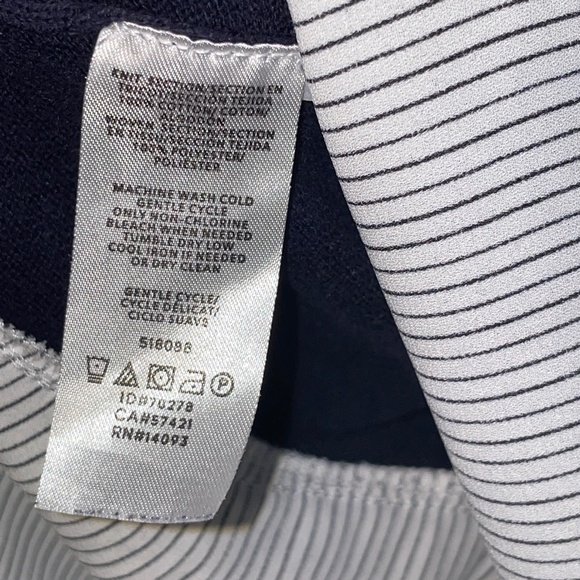 KNIT SECTION/SECTION EN
TRICOT/SECCIÓN TEJIDA
100% COTTON/COTON/
ALGODÓN
WOVEN SECTION/SECTION
EN TISSU/SECCIÓN TEJIDA
100% POLYESTER/
POLIÉSTER
MACHINE WASH COLD
GENTLE CYCLE
ONLY NON-CHLORINE
BLEACH WHEN NEEDED
TUMBLE DRY LOW
COOL IRON IF NEEDED
OR DRY CLEAN
GENTLE CYCLE/
CYCLE DÉLICAT/
CICLO SUAVE
518098
P
ID#70278
CA#57421
RN#14093